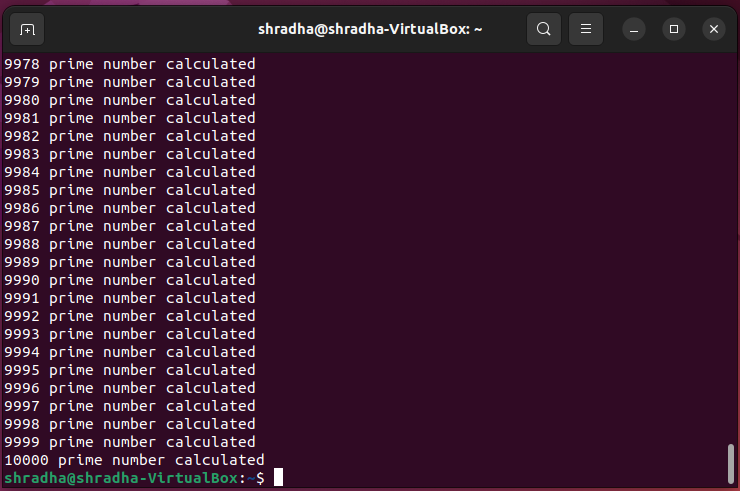 shradha@shradha-VirtualBox: ~
9978 prime number calculated
9979 prime number calculated
9980 prime number calculated
9981 prime number calculated
9982 prime number calculated
9983 prime number calculated
9984 prime number calculated
9985 prime number calculated
9986 prime number calculated
9987 prime number calculated
9988 prime number calculated
9989 prime number calculated
9990 prime number calculated
9991 prime number calculated
9992 prime number calculated
9993 prime number calculated
9994 prime number calculated
9995 prime number calculated
9996 prime number calculated
9997 prime number calculated
9998 prime number calculated
9999 prime number calculated
10000 prime number calculated
shradha@shradha-VirtualBox:~$